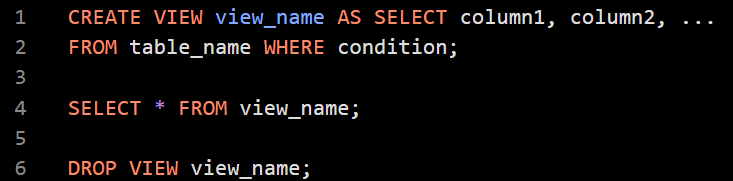 1 CREATE VIEW view_name AS SELECT column1, column2, ...
2 FROM table_name WHERE condition;
3
4 SELECT * FROM view_name;
5
6 DROP VIEW view_name;